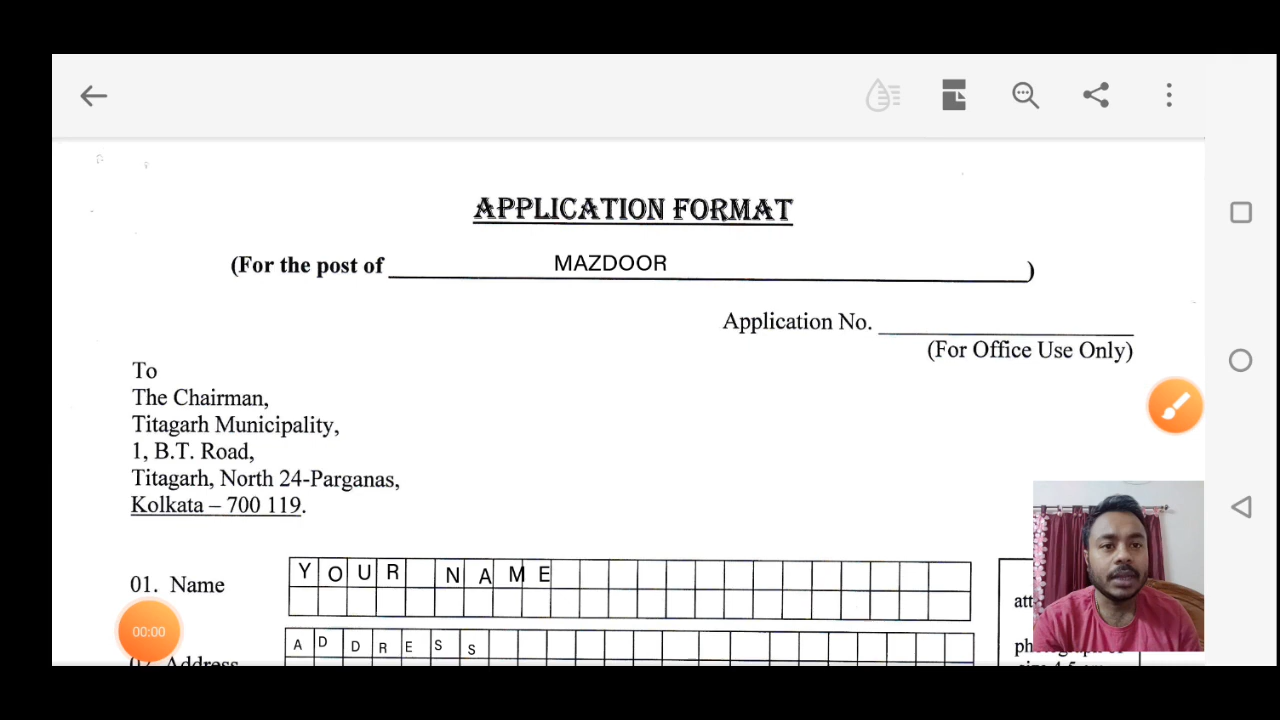 APPLICATION FORMAT
(For the post of MAZDOOR )
Application No.
(For Office Use Only)
To
The Chairman,
Titagarh Municipality,
1, B.T. Road,
Titagarh, North 24-Parganas,
Kolkata – 700 119.
01. Name YOUR NAME
00:00
Address ADDRESS